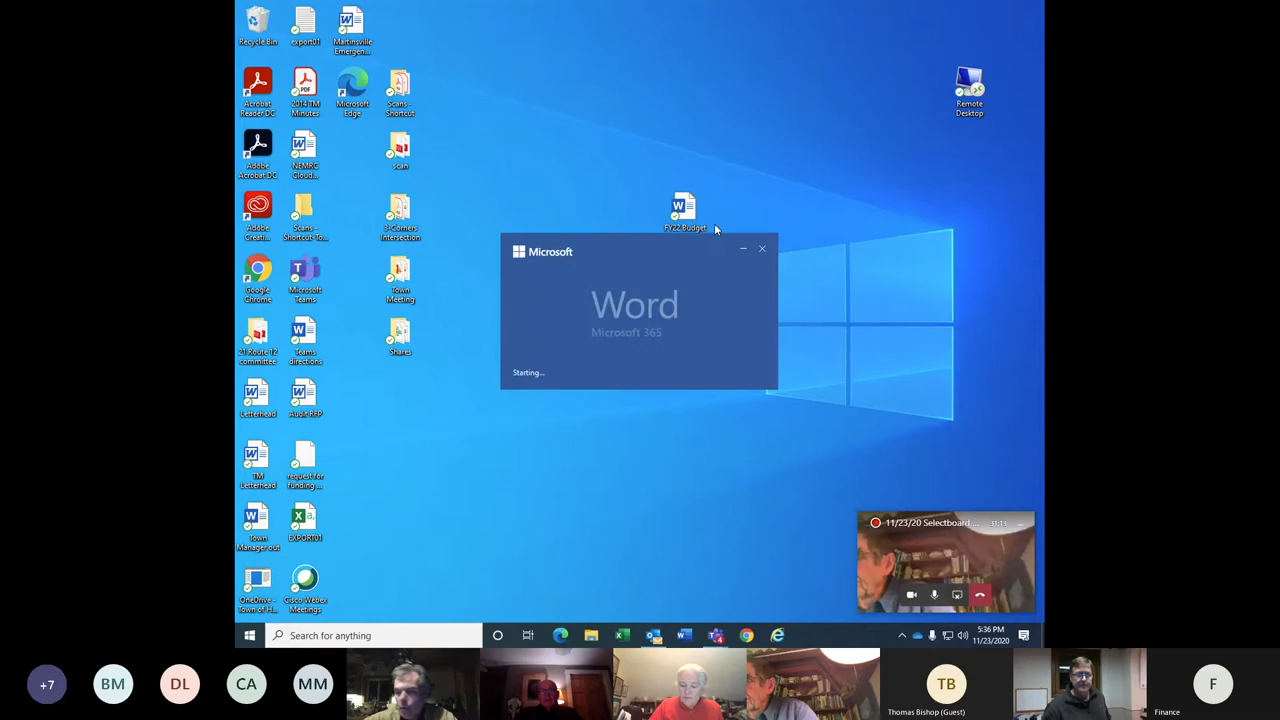 Recycle Bin
export01
Martinsville
Emergen...
Acrobat
Reader DC
2014 TM
Minutes
Microsoft
Edge
Scans -
Shortcut
Remote
Desktop
Adobe
Acrobat DC
NEMRC
Cloud...
scan
Adobe
Creati...
Scans -
Shortcut-To...
3-Corners
Intersection
FY22 Budget
Google
Chrome
Microsoft
Teams
Town
Meeting
Microsoft
Word
Microsoft 365
Starting...
21 Route 12
committee
Teams
directions
Shares
Letterhead
Audit RFP
TM
Letterhead
request for
funding ...
Town
Manager out
EXPORT01
OneDrive -
Town of H...
Cisco Webex
Meetings
11/23/20 Selectboard ...
31:13
Search for anything
5:36 PM
11/23/2020
+7
BM
DL
CA
MM
TB
Thomas Bishop (Guest)
F
Finance